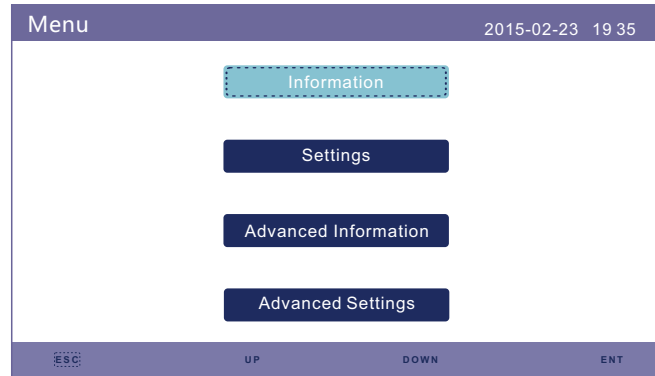 Menu 2015-02-23 19 35
Information
Settings
Advanced Information
Advanced Settings
ESC UP DOWN ENT